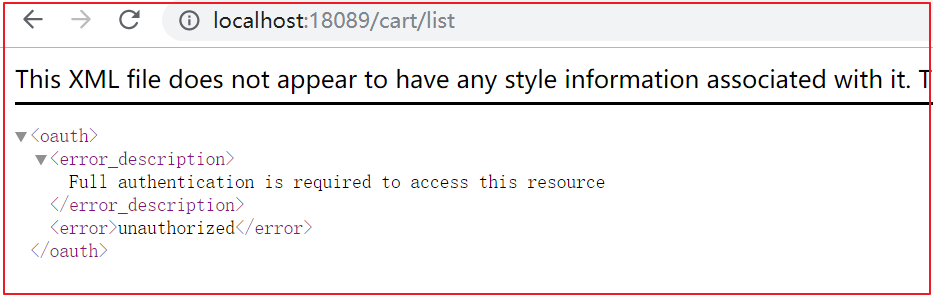 localhost:18089/cart/list
This XML file does not appear to have any style information associated with it. T
<oauth>
<error_description>
Full authentication is required to access this resource
</error_description>
<error>unauthorized</error>
</oauth>